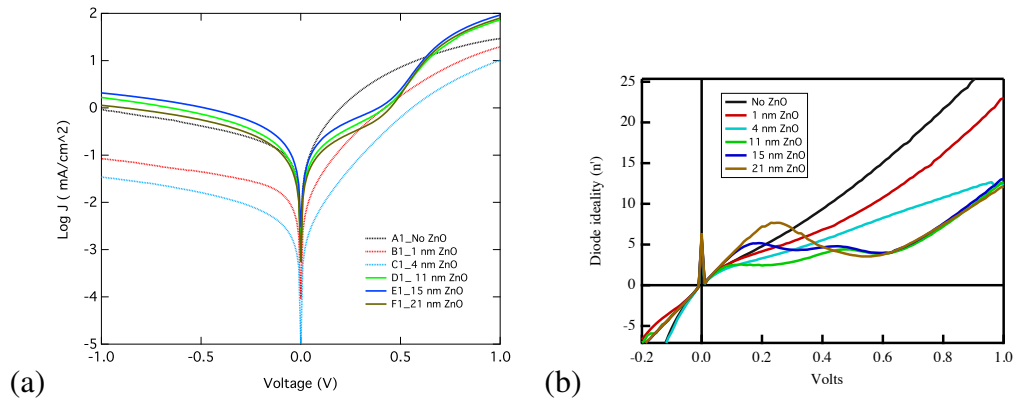 2
1
0
-1
-2
-3
-4
-5
Log J ( mA/cm^2)
A1_No ZnO
B1_1 nm ZnO
C1_4 nm ZnO
D1_ 11 nm ZnO
E1_15 nm ZnO
F1_21 nm ZnO
-1.0 -0.5 0.0 0.5 1.0
Voltage (V)
(a)
25
20
15
10
5
0
-5
Diode ideality (n')
No ZnO
1 nm ZnO
4 nm ZnO
11 nm ZnO
15 nm ZnO
21 nm ZnO
-0.2 0.0 0.2 0.4 0.6 0.8 1.0
Volts
(b)